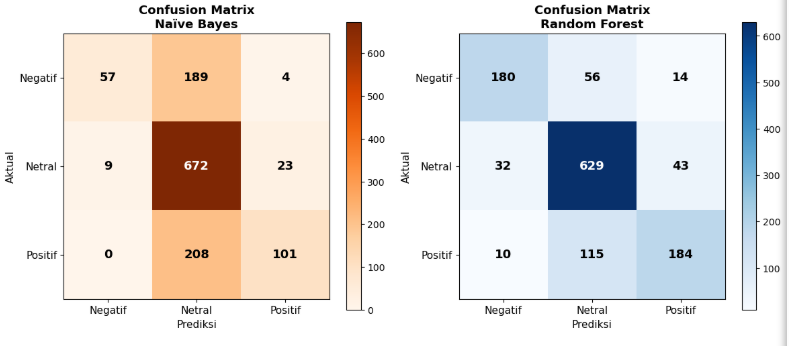 Confusion Matrix
Naïve Bayes
Aktual
Negatif 57 189 4
Netral 9 672 23
Positif 0 208 101
Negatif Netral Positif
Prediksi
600
500
400
300
200
100
0
Confusion Matrix
Random Forest
Aktual
Negatif 180 56 14
Netral 32 629 43
Positif 10 115 184
Negatif Netral Positif
Prediksi
600
500
400
300
200
100